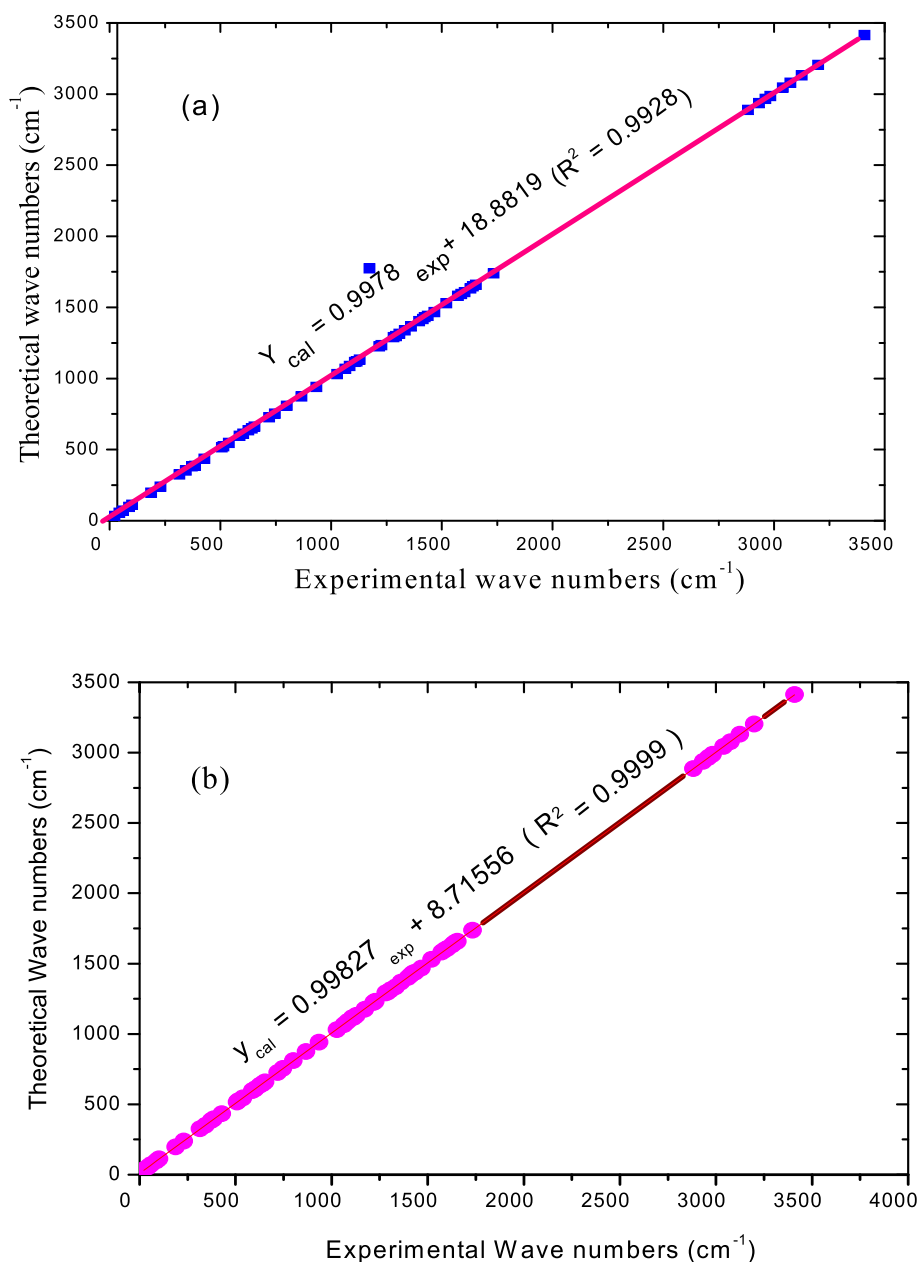 3500
3000
2500
2000
1500
1000
500
0
Theoretical wave numbers (cm-1)
(a)
Y cal = 0.9978 exp + 18.8819 (R2 = 0.9928)
0 500 1000 1500 2000 2500 3000 3500
Experimental wave numbers (cm-1)
3500
3000
2500
2000
1500
1000
500
0
Theoretical Wave numbers (cm-1)
(b)
y cal = 0.99827 exp + 8.71556 ( R2 = 0.9999 )
0 500 1000 1500 2000 2500 3000 3500 4000
Experimental Wave numbers (cm-1)